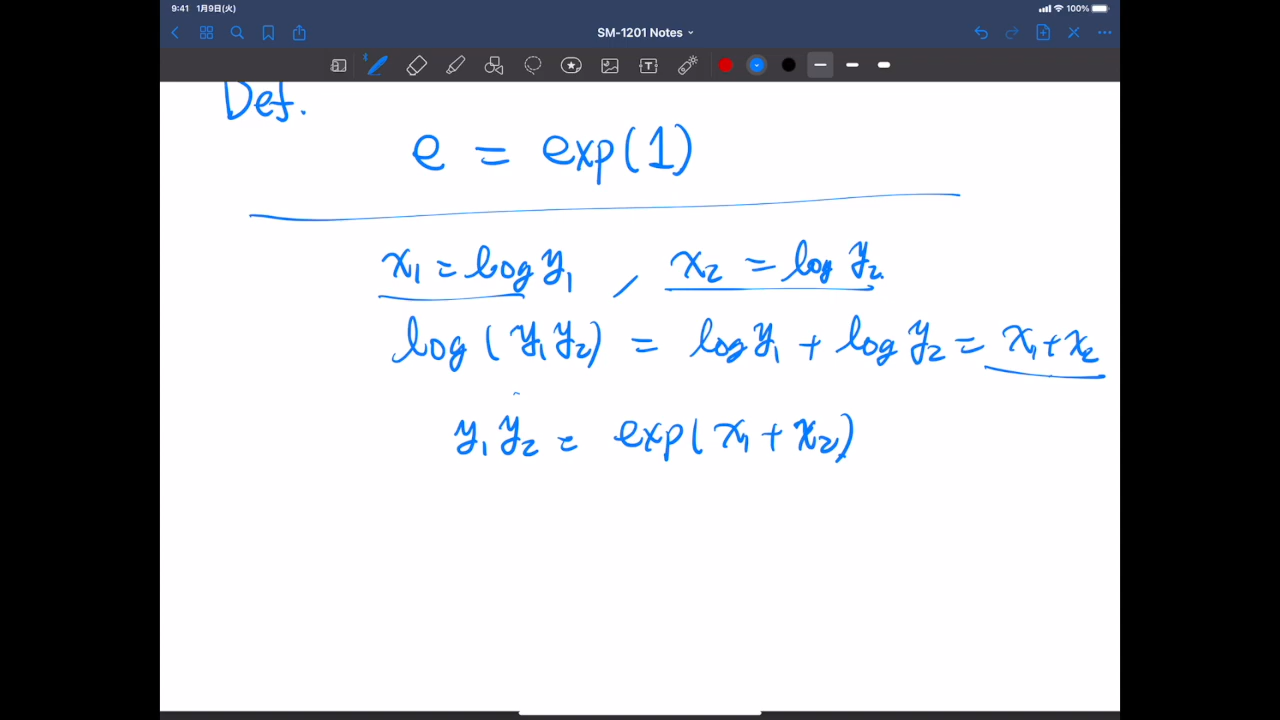 9:41 1月9日(火) 100%
SM-1201 Notes
Def.
e = exp(1)
x₁ = log y₁ , x₂ = log y₂
log(y₁y₂) = log y₁ + log y₂ = x₁+x₂
y₁y₂ = exp(x₁+x₂)